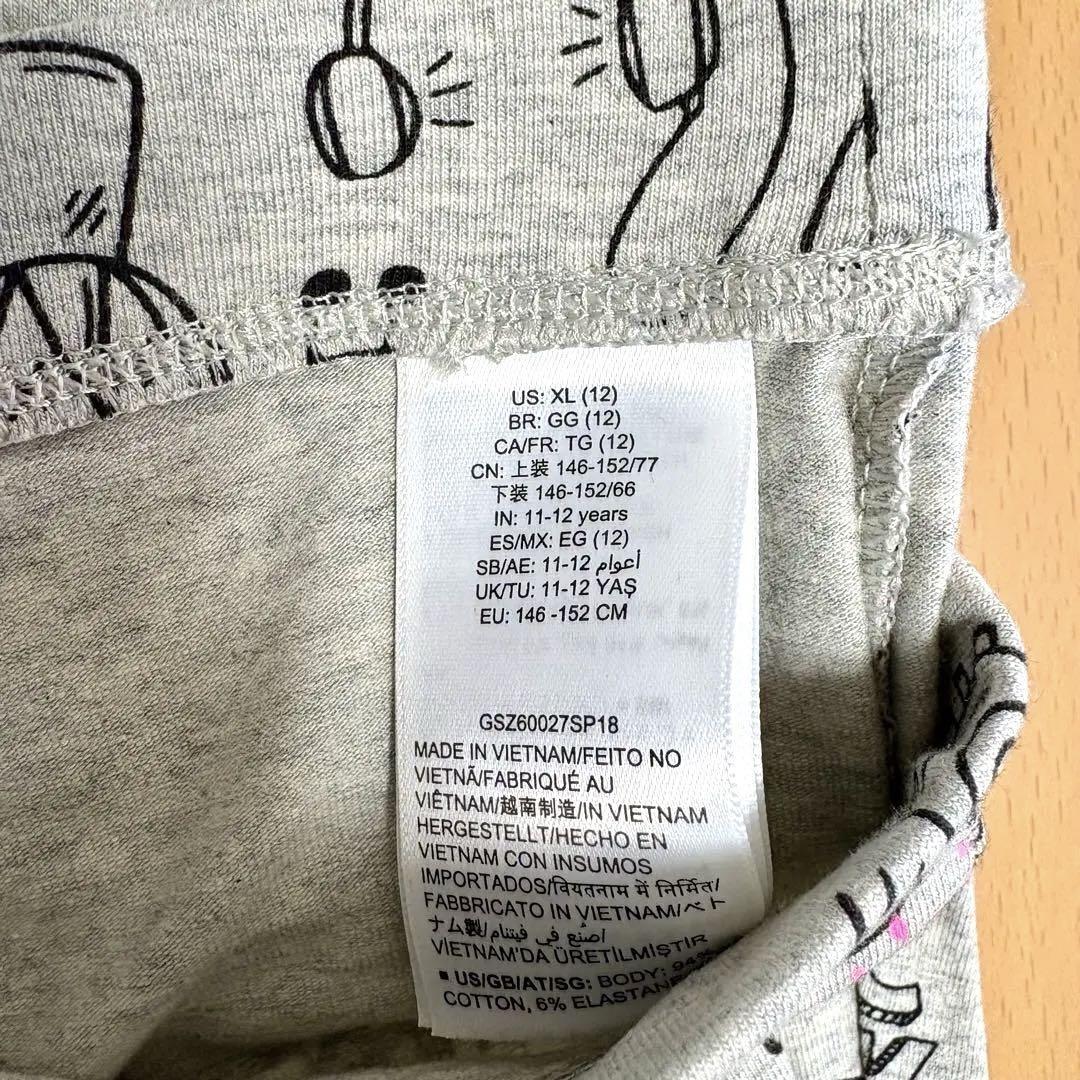 US: XL (12)
BR: GG (12)
CA/FR: TG (12)
CN: 上装 146-152/77
下装 146-152/66
IN: 11-12 years
ES/MX: EG (12)
SB/AE: 11-12 أعوام
UK/TU: 11-12 YAŞ
EU: 146 -152 CM
GSZ60027SP18
MADE IN VIETNAM/FEITO NO
VIETNÃ/FABRIQUÉ AU
VIÊTNAM/越南制造/IN VIETNAM
HERGESTELLT/HECHO EN
VIETNAM CON INSUMOS
IMPORTADOS/वियतनाम में निर्मित/
FABBRICATO IN VIETNAM/ベト
ナム製/اصنع في فيتنام
VIETNAM'DA ÜRETİLMİŞTİR
■ US/GB/AT/SG: BODY: 94%
COTTON, 6% ELASTANE